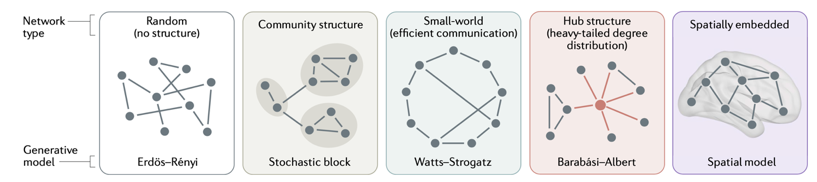 Network
type
Random
(no structure)
Community structure
Small-world
(efficient communication)
Hub structure
(heavy-tailed degree
distribution)
Spatially embedded
Generative
model
Erdös–Rényi
Stochastic block
Watts–Strogatz
Barabási–Albert
Spatial model